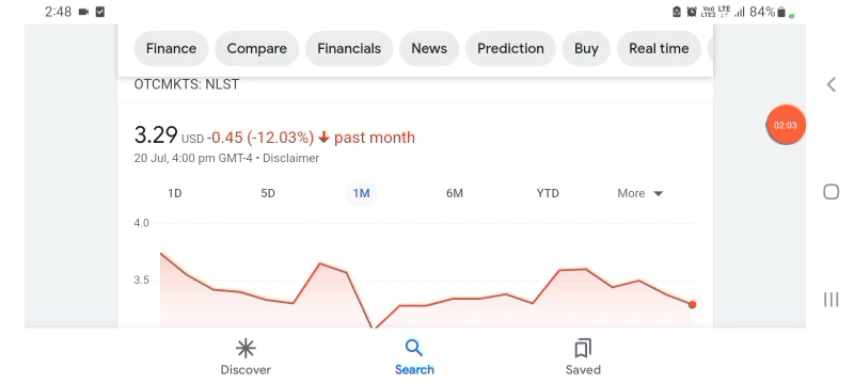 2:48 84%
Finance Compare Financials News Prediction Buy Real time
02:03
OTCMKTS: NLST
3.29 USD -0.45 (-12.03%) ↓ past month
20 Jul, 4:00 pm GMT-4 • Disclaimer
1D 5D 1M 6M YTD More
4.0
3.5
Discover Search Saved